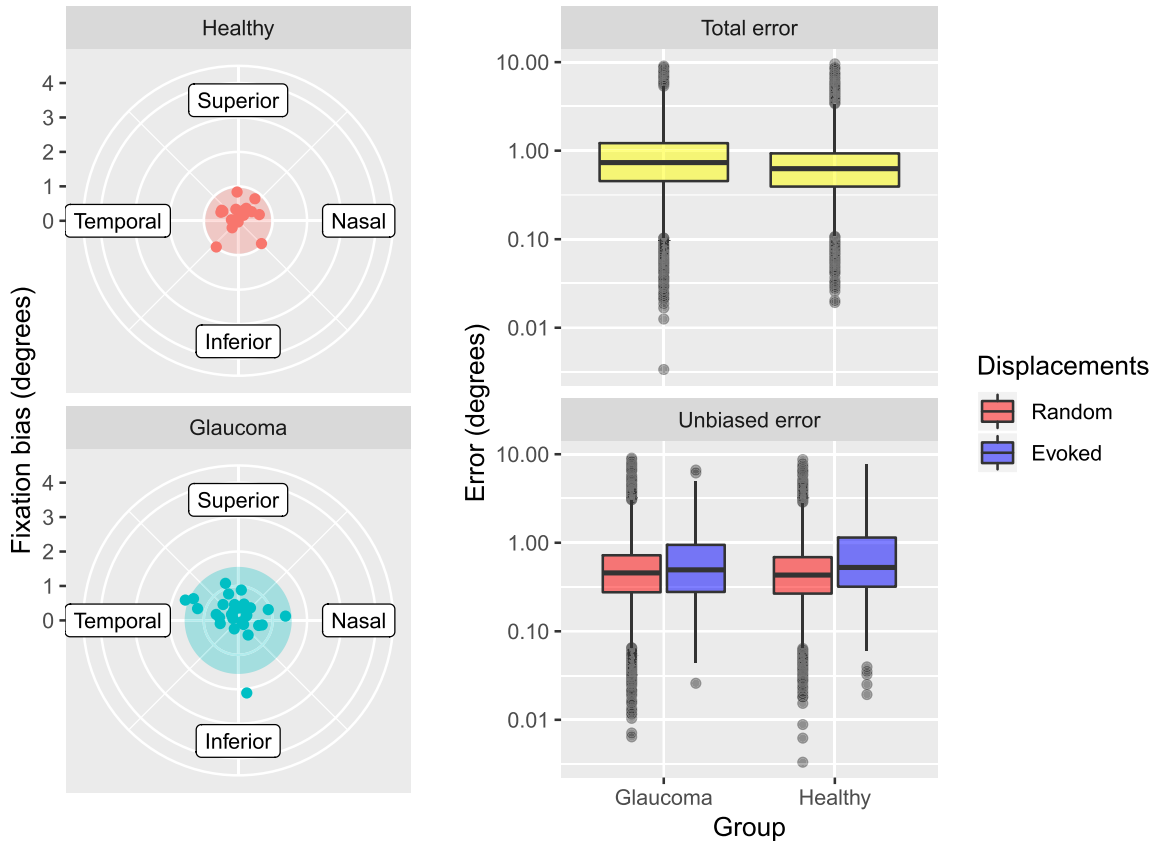 Healthy
4
3
2
1
0
Superior
Temporal
Nasal
Inferior
Glaucoma
4
3
2
1
0
Superior
Temporal
Nasal
Inferior
Fixation bias (degrees)
Total error
10.00
1.00
0.10
0.01
Unbiased error
10.00
1.00
0.10
0.01
Error (degrees)
Glaucoma
Healthy
Group
Displacements
Random
Evoked